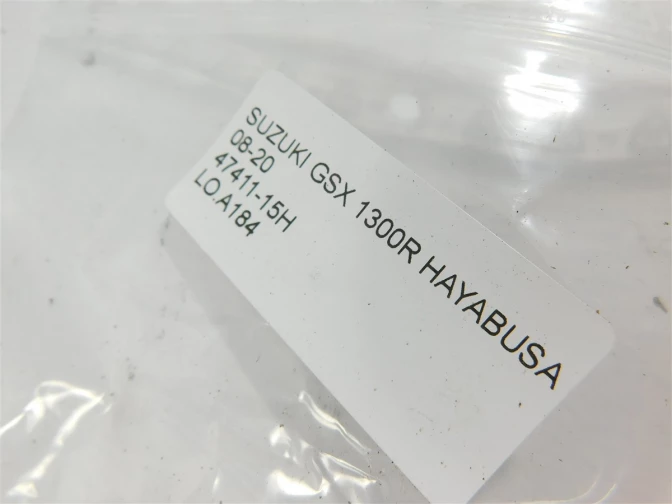 SUZUKI GSX 1300R HAYABUSA
08-20
47411-15H
LO.A184